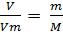 V/Vm = m/M